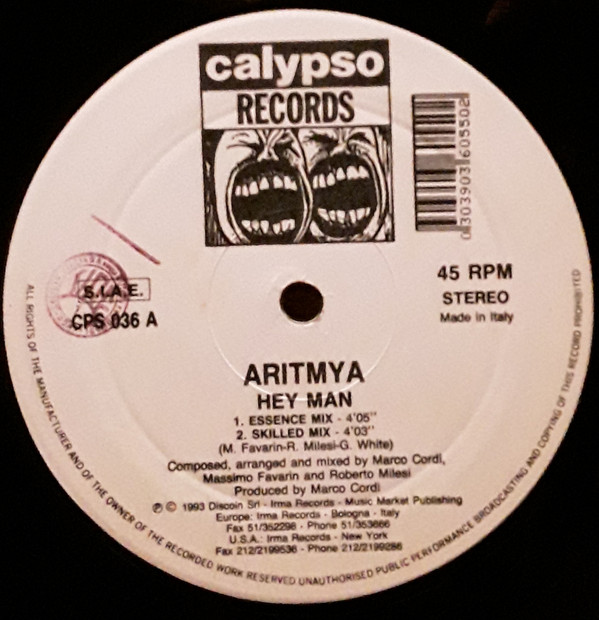 calypso
RECORDS
0 303903 605502
45 RPM
STEREO
Made in Italy
S.I.A.E.
CPS 036 A
ARITMYA
HEY MAN
1. ESSENCE MIX - 4'05"
2. SKILLED MIX - 4'03"
(M. Favarin-R. Milesi-G. White)
Composed, arranged and mixed by Marco Cordi,
Massimo Favarin and Roberto Milesi
Produced by Marco Cordi
℗ © 1993 Discoin Srl - Irma Records - Music Market Publishing
Europe: Irma Records - Bologna - Italy
Fax 51/352298 - Phone 51/353666
U.S.A.: Irma Records - New York
Fax 212/2199536 - Phone 212/2199286
ALL RIGHTS OF THE MANUFACTURER AND OF THE OWNER OF THE RECORDED WORK RESERVED UNAUTHORISED PUBLIC PERFORMANCE BROADCASTING AND COPYING OF THIS RECORD PROHIBITED